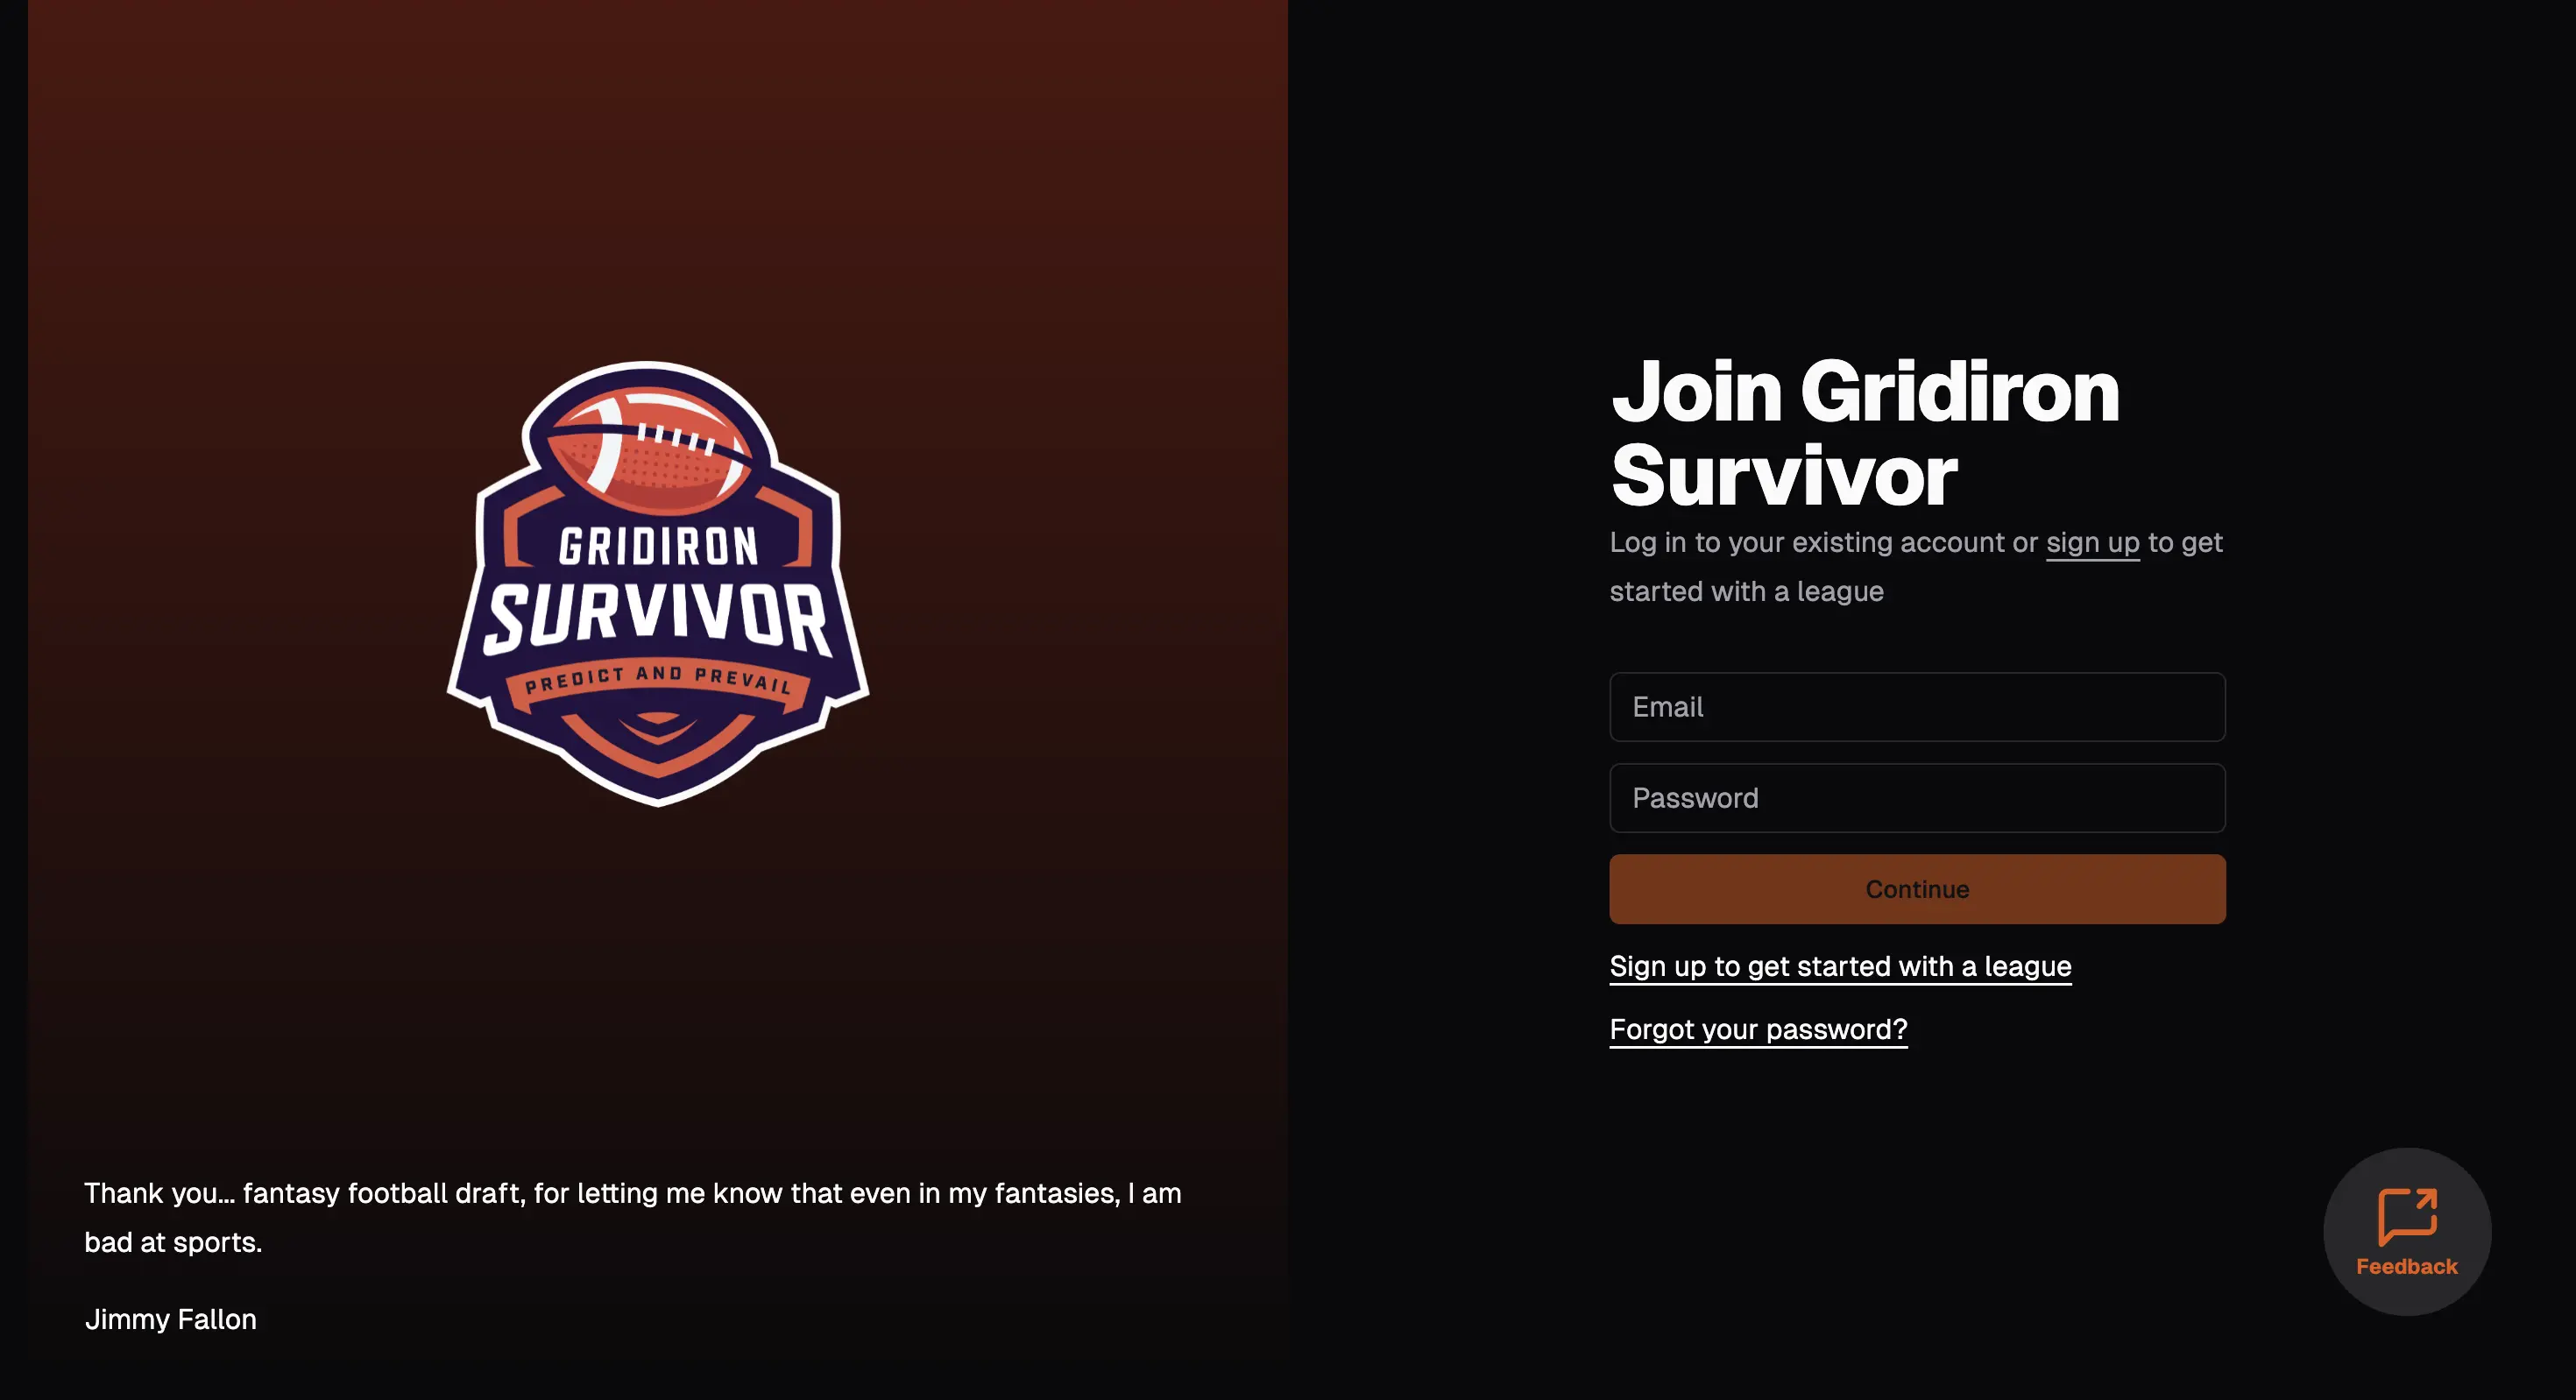 GRIDIRON
SURVIVOR
PREDICT AND PREVAIL
Thank you... fantasy football draft, for letting me know that even in my fantasies, I am
bad at sports.
Jimmy Fallon
Join Gridiron
Survivor
Log in to your existing account or sign up to get
started with a league
Email
Password
Continue
Sign up to get started with a league
Forgot your password?
Feedback